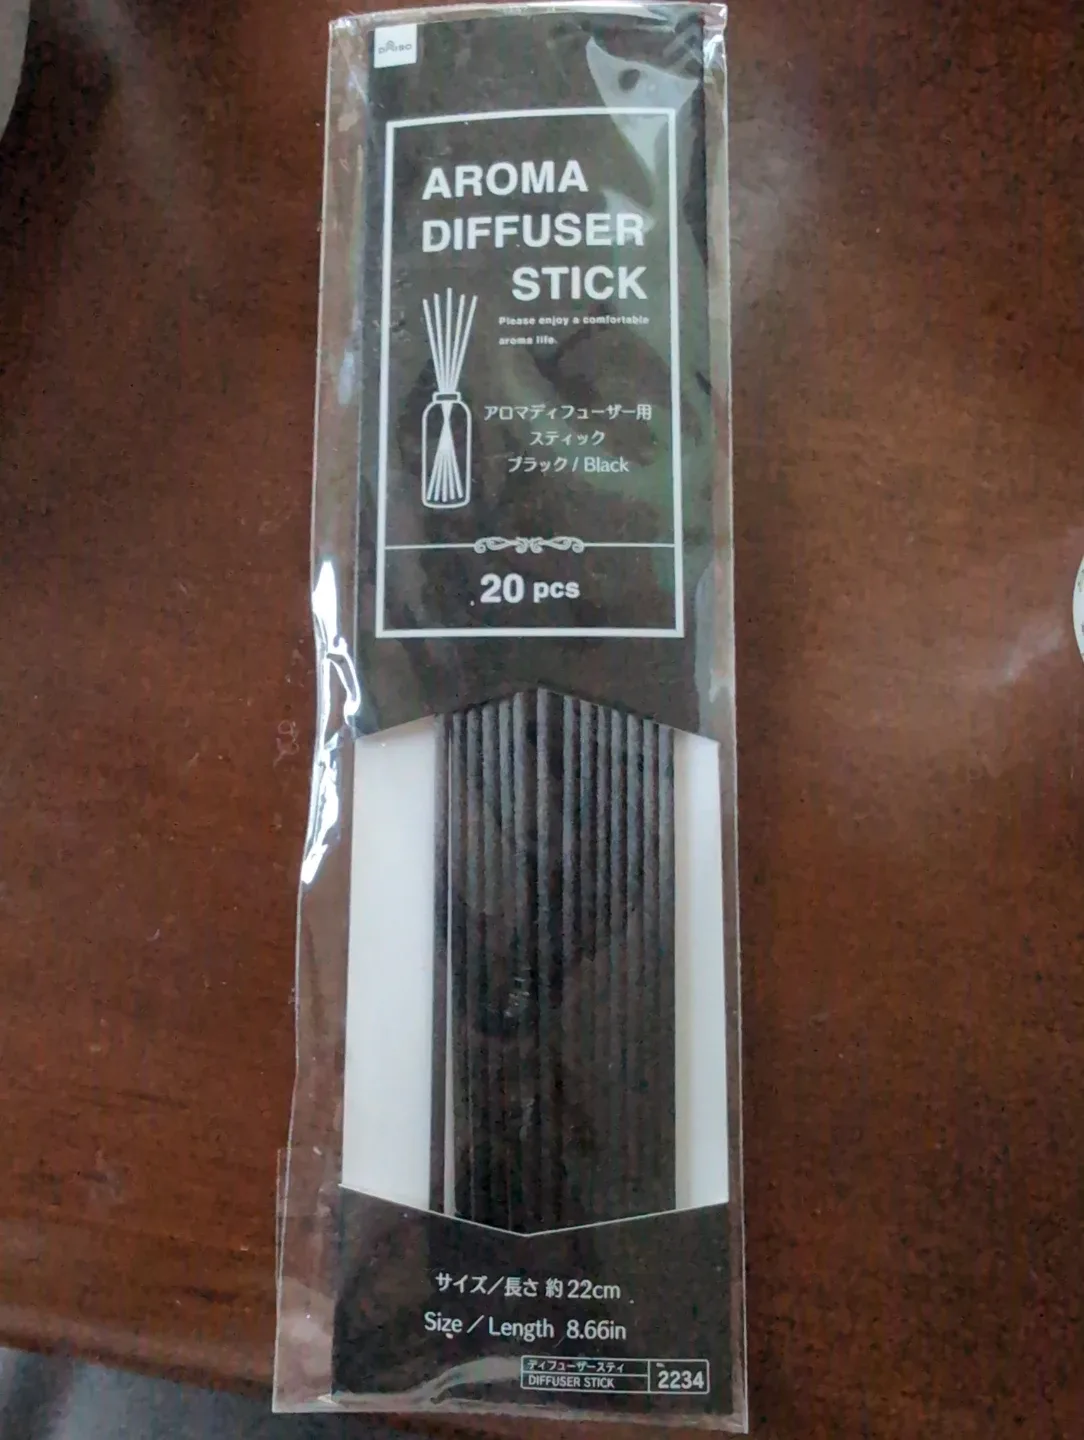 DAISO
AROMA
DIFFUSER
STICK
Please enjoy a comfortable
aroma life.
アロマディフューザー用
スティック
ブラック / Black
20 pcs
サイズ／長さ 約22cm
Size ／ Length 8.66in
ディフューザースティ
DIFFUSER STICK
No.
2234